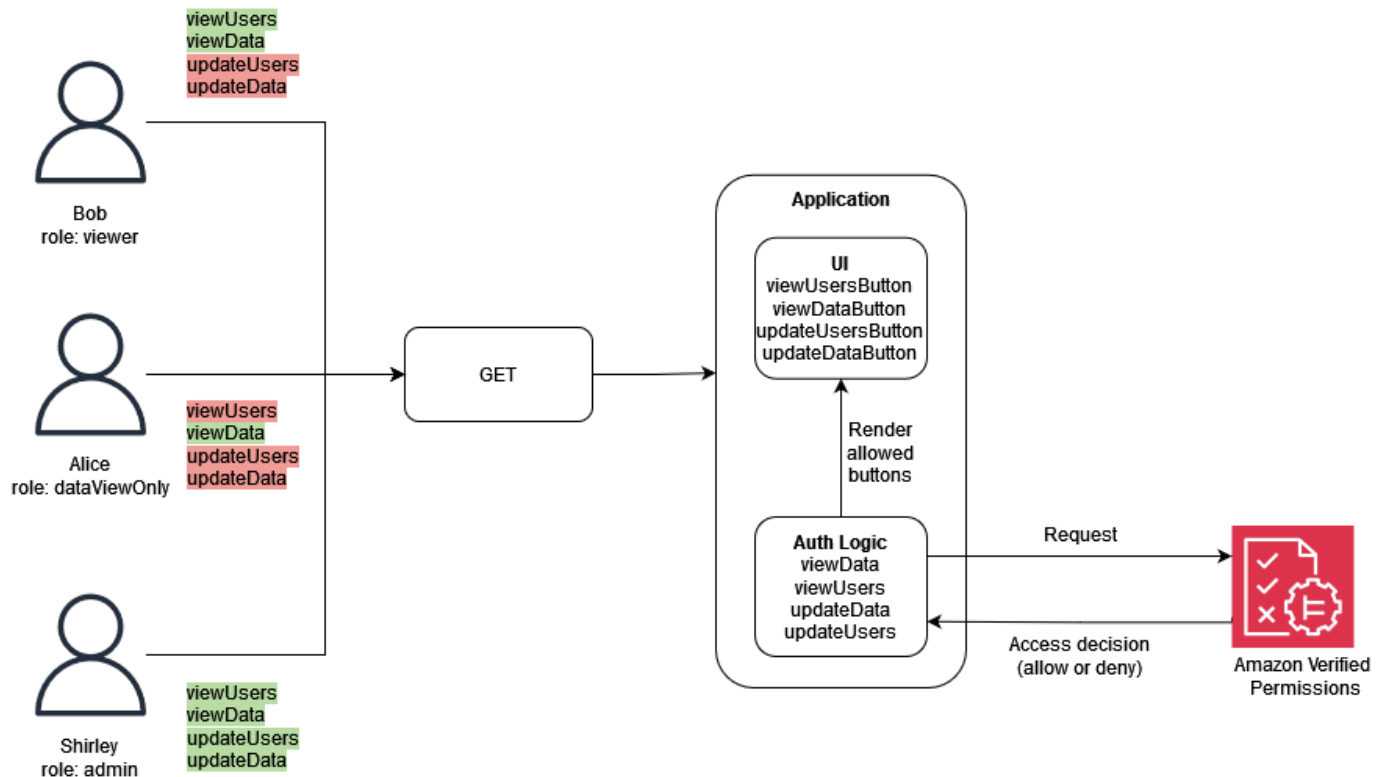 viewUsers
viewData
updateUsers
updateData
Bob
role: viewer
Alice
role: dataViewOnly
viewUsers
viewData
updateUsers
updateData
Shirley
role: admin
viewUsers
viewData
updateUsers
updateData
GET
Application
UI
viewUsersButton
viewDataButton
updateUsersButton
updateDataButton
Render
allowed
buttons
Auth Logic
viewData
viewUsers
updateData
updateUsers
Request
Access decision
(allow or deny)
Amazon Verified
Permissions